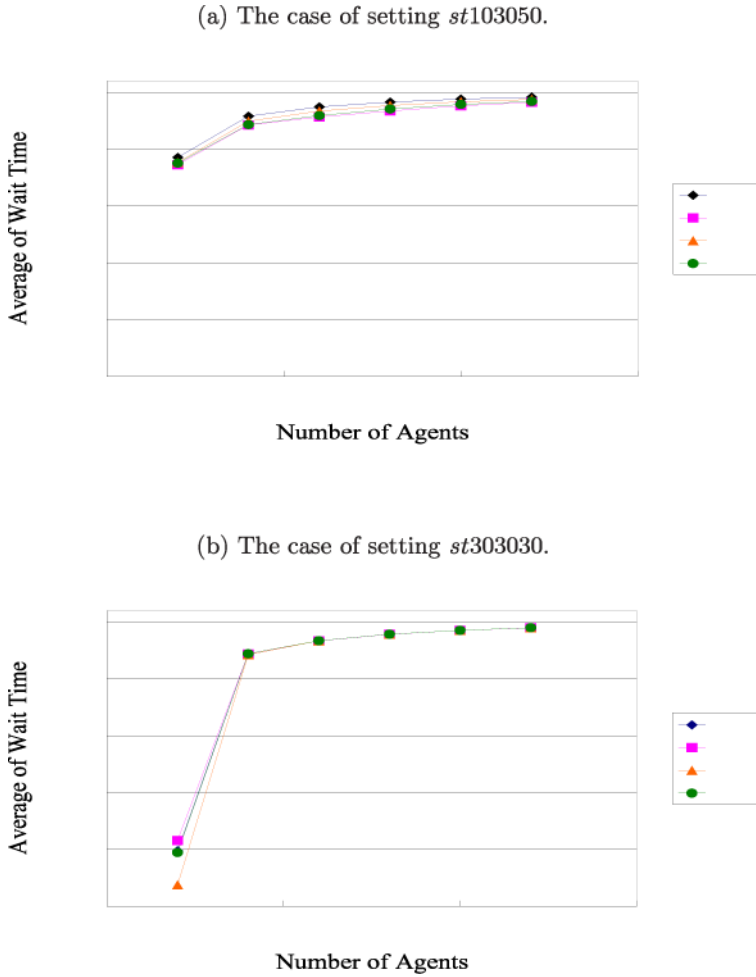 (a) The case of setting st103050.
Average of Wait Time
Number of Agents
(b) The case of setting st303030.
Average of Wait Time
Number of Agents